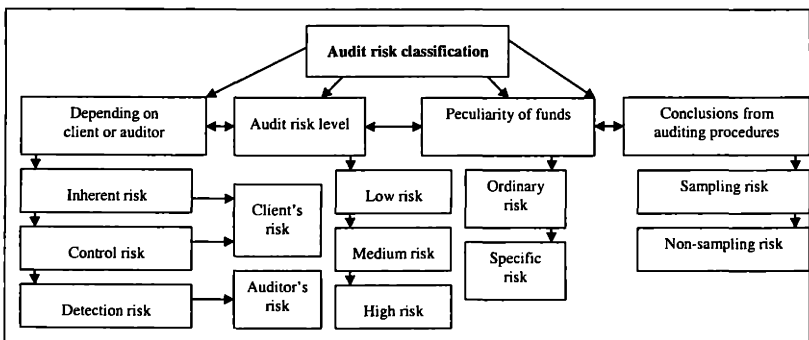 Audit risk classification
Depending on
client or auditor
Audit risk level
Peculiarity of funds
Conclusions from
auditing procedures
Inherent risk
Control risk
Detection risk
Client's
risk
Auditor's
risk
Low risk
Medium risk
High risk
Ordinary
risk
Specific
risk
Sampling risk
Non-sampling risk